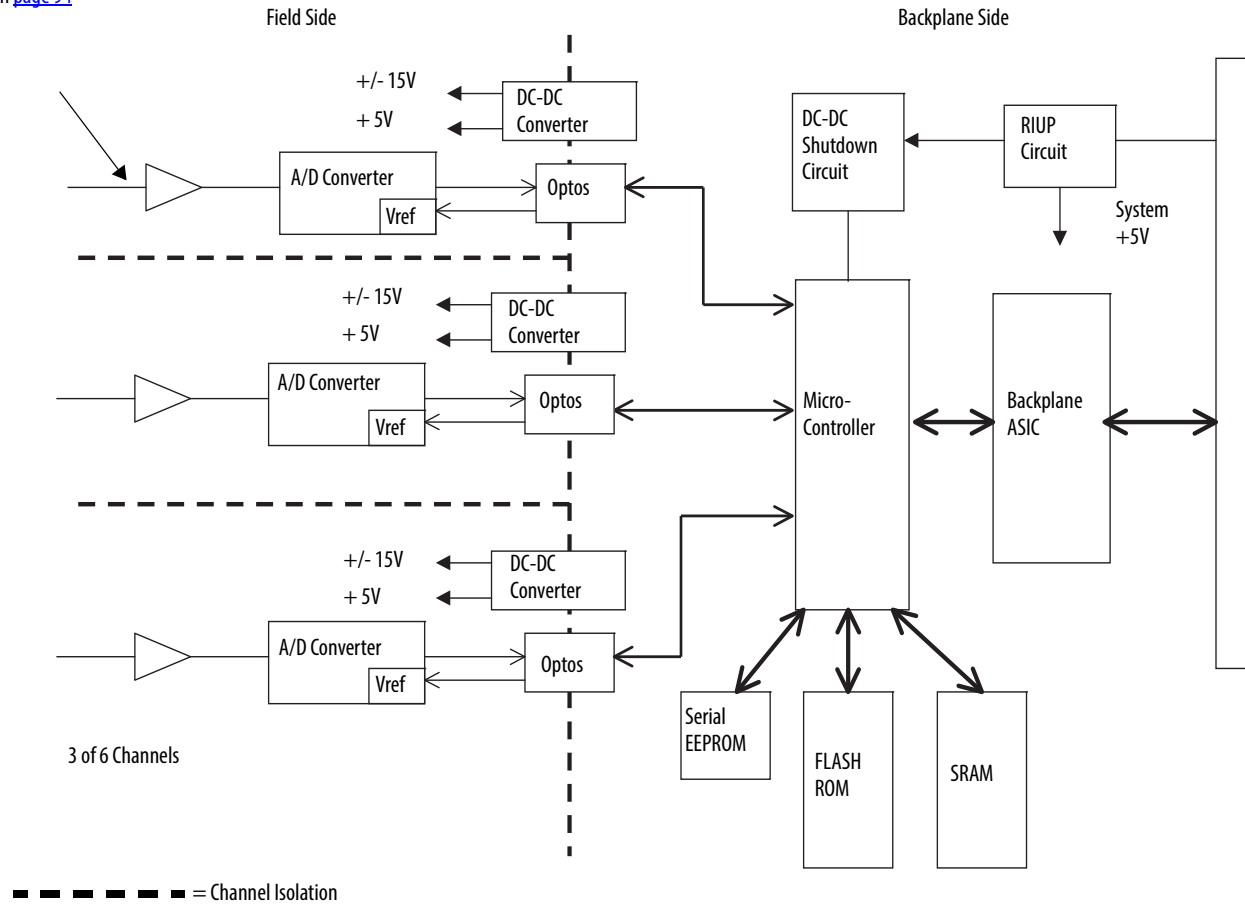 Field Side
Backplane Side
+/- 15V
+ 5V
DC-DC
Converter
A/D Converter
Vref
Optos
DC-DC
Shutdown
Circuit
RIUP
Circuit
System
+5V
+/- 15V
+ 5V
DC-DC
Converter
A/D Converter
Vref
Optos
Micro-
Controller
Backplane
ASIC
+/- 15V
+ 5V
DC-DC
Converter
A/D Converter
Vref
Optos
Serial
EEPROM
FLASH
ROM
SRAM
3 of 6 Channels
= Channel Isolation